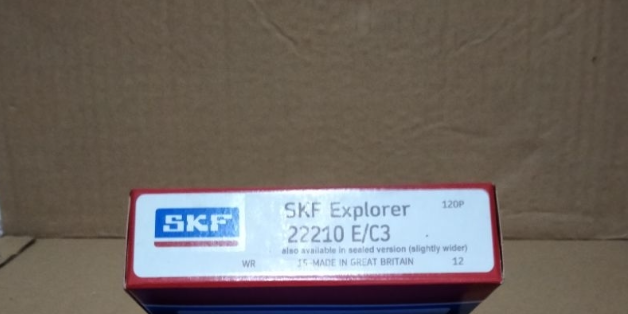 SKF
SKF Explorer
120P
22210 E/C3
also available in sealed version (slightly wider)
WR 15-MADE IN GREAT BRITAIN 12